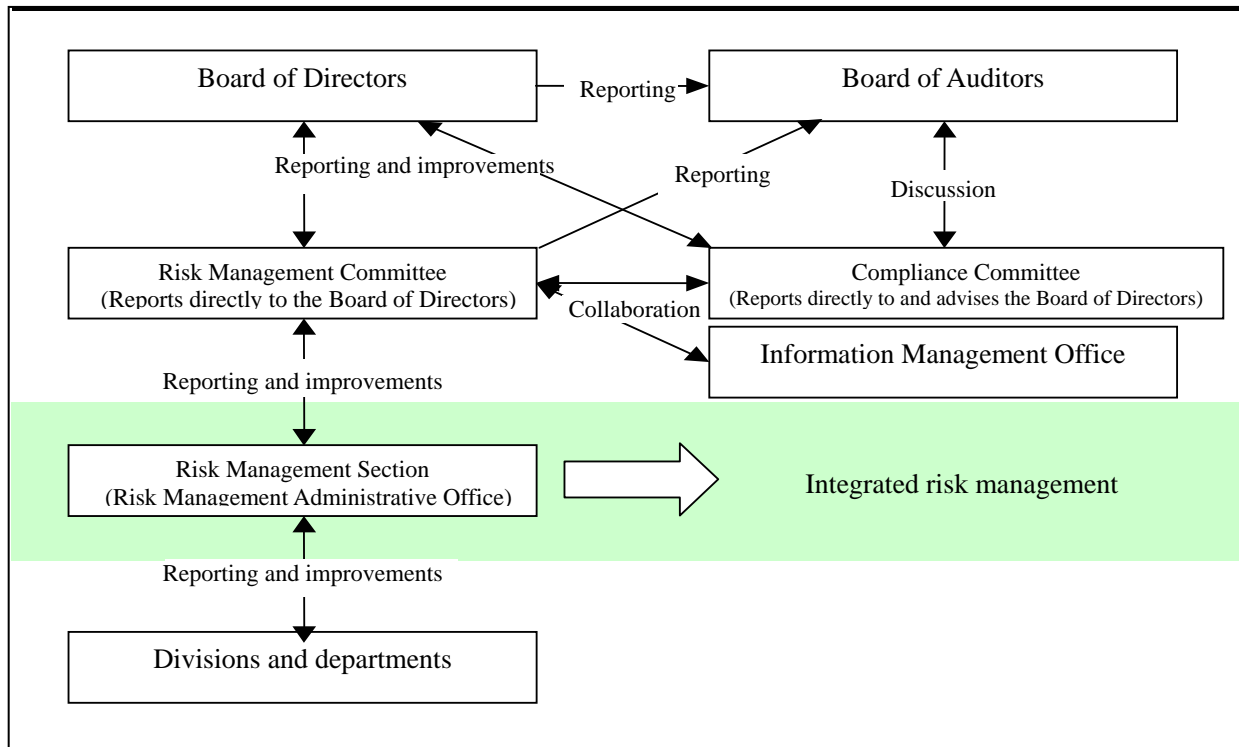 Board of Directors
Reporting
Board of Auditors
Reporting and improvements
Reporting
Discussion
Risk Management Committee
(Reports directly to the Board of Directors)
Collaboration
Compliance Committee
(Reports directly to and advises the Board of Directors)
Information Management Office
Reporting and improvements
Risk Management Section
(Risk Management Administrative Office)
Integrated risk management
Reporting and improvements
Divisions and departments